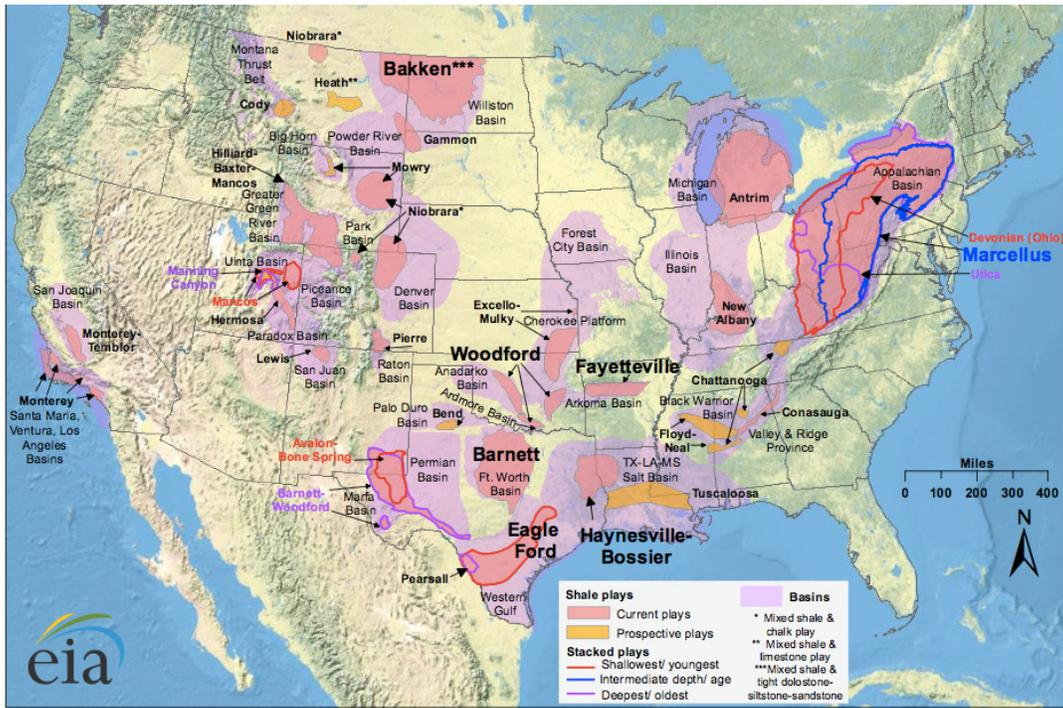 Niobrara*
Montana
Thrust
Belt
Bakken***
Heath**
Cody
Williston
Basin
Big Horn
Basin
Powder River
Basin
Gammon
Hilliard-
Baxter-
Mancos
Mowry
Greater
Green
River
Basin
Niobrara*
Park
Basin
Uinta Basin
Manning
Canyon
Mancos
Piceance
Basin
Denver
Basin
Hermosa
Paradox Basin
Lewis
San Juan
Basin
Pierre
Raton
Basin
San Joaquin
Basin
Monterey-
Temblor
Monterey
Santa Maria,
Ventura, Los
Angeles
Basins
Forest
City Basin
Excello-
Mulky
Cherokee Platform
Woodford
Anadarko
Basin
Ardmore Basin
Fayetteville
Arkoma Basin
Palo Duro
Basin
Bend
Avalon-
Bone Spring
Permian
Basin
Barnett-
Woodford
Marfa
Basin
Barnett
Ft. Worth
Basin
Eagle
Ford
Pearsall
Western
Gulf
Haynesville-
Bossier
TX-LA-MS
Salt Basin
Tuscaloosa
Michigan
Basin
Antrim
Illinois
Basin
New
Albany
Appalachian
Basin
Devonian (Ohio)
Marcellus
Utica
Chattanooga
Black Warrior
Basin
Floyd-
Neal
Conasauga
Valley & Ridge
Province
Miles
0 100 200 300 400
N
Shale plays
Current plays
Prospective plays
Stacked plays
Shallowest/ youngest
Intermediate depth/ age
Deepest/ oldest
Basins
* Mixed shale &
chalk play
** Mixed shale &
limestone play
***Mixed shale &
tight dolostone-
siltstone-sandstone
eia